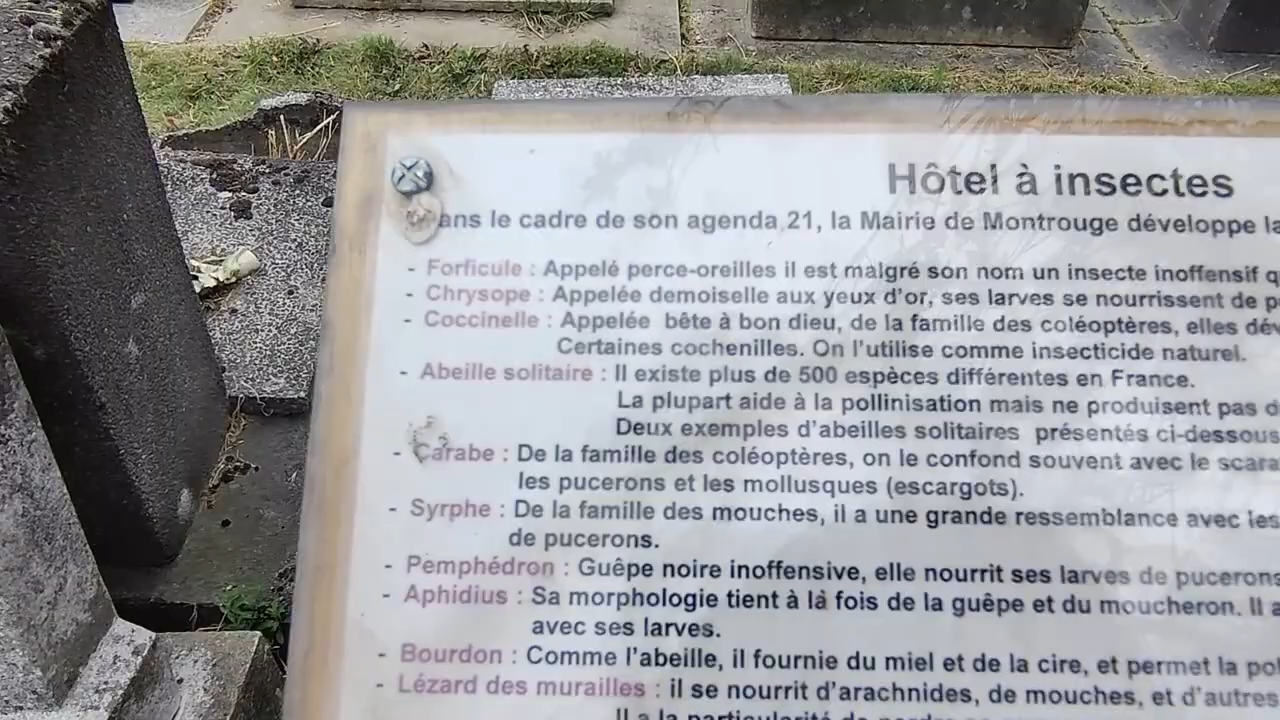 Hôtel à insectes
ans le cadre de son agenda 21, la Mairie de Montrouge développe la
- Forficule : Appelé perce-oreilles il est malgré son nom un insecte inoffensif q
- Chrysope : Appelée demoiselle aux yeux d'or, ses larves se nourrissent de p
- Coccinelle : Appelée bête à bon dieu, de la famille des coléoptères, elles dév
Certaines cochenilles. On l'utilise comme insecticide naturel.
- Abeille solitaire : Il existe plus de 500 espèces différentes en France.
La plupart aide à la pollinisation mais ne produisent pas d
Deux exemples d'abeilles solitaires présentés ci-dessous
- Carabe : De la famille des coléoptères, on le confond souvent avec le scara
les pucerons et les mollusques (escargots).
- Syrphe : De la famille des mouches, il a une grande ressemblance avec les
de pucerons.
- Pemphédron : Guêpe noire inoffensive, elle nourrit ses larves de pucerons
- Aphidius : Sa morphologie tient à la fois de la guêpe et du moucheron. Il a
avec ses larves.
- Bourdon : Comme l'abeille, il fournie du miel et de la cire, et permet la pol
- Lézard des murailles : il se nourrit d'arachnides, de mouches, et d'autres
Il a la particularité de perdre